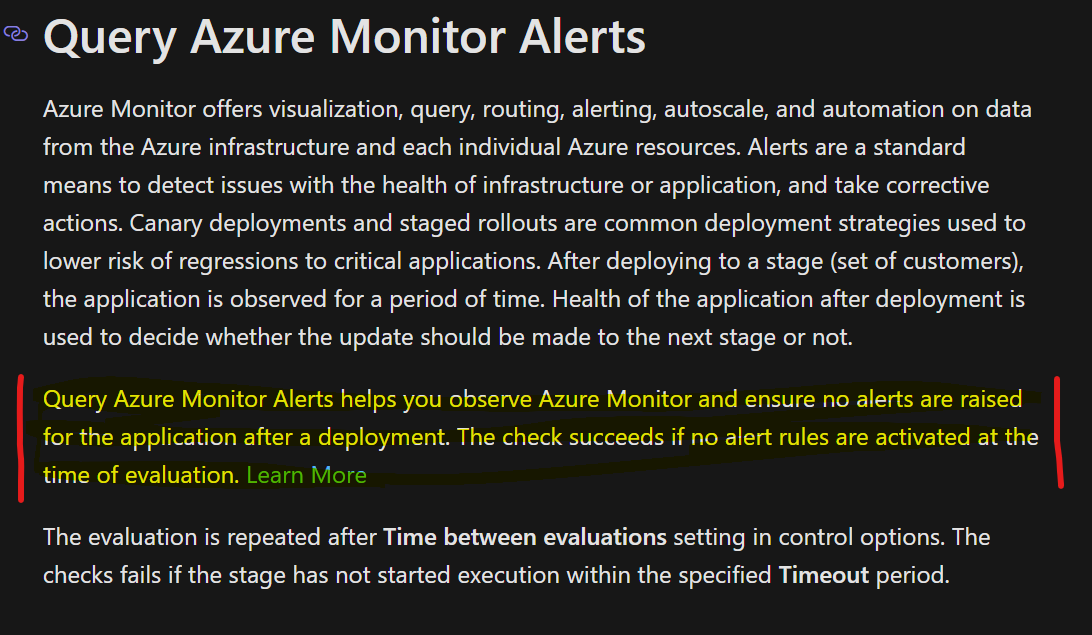 Query Azure Monitor Alerts
Azure Monitor offers visualization, query, routing, alerting, autoscale, and automation on data
from the Azure infrastructure and each individual Azure resources. Alerts are a standard
means to detect issues with the health of infrastructure or application, and take corrective
actions. Canary deployments and staged rollouts are common deployment strategies used to
lower risk of regressions to critical applications. After deploying to a stage (set of customers),
the application is observed for a period of time. Health of the application after deployment is
used to decide whether the update should be made to the next stage or not.
Query Azure Monitor Alerts helps you observe Azure Monitor and ensure no alerts are raised
for the application after a deployment. The check succeeds if no alert rules are activated at the
time of evaluation. Learn More
The evaluation is repeated after Time between evaluations setting in control options. The
checks fails if the stage has not started execution within the specified Timeout period.